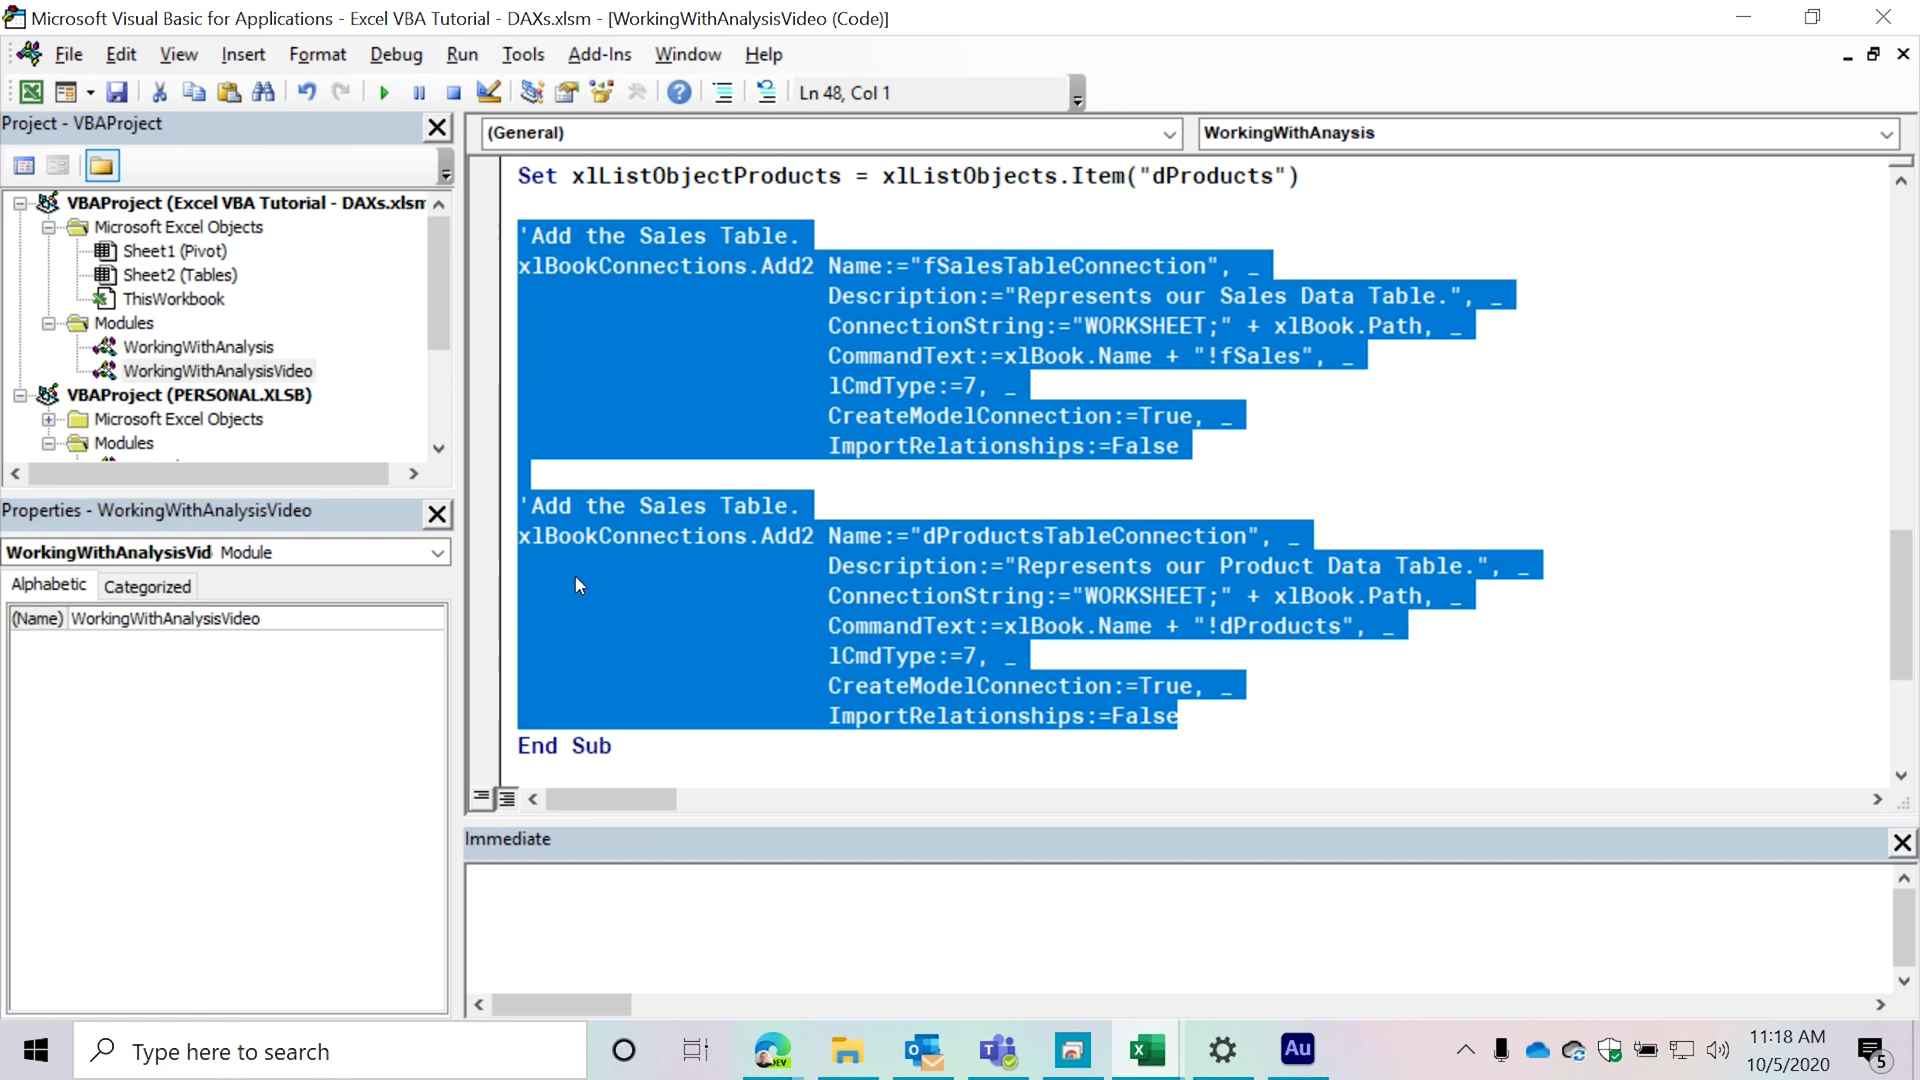 Microsoft Visual Basic for Applications - Excel VBA Tutorial - DAXs.xlsm - [WorkingWithAnalysisVideo (Code)]
File Edit View Insert Format Debug Run Tools Add-Ins Window Help
Ln 48, Col 1
Project - VBAProject
VBAProject (Excel VBA Tutorial - DAXs.xlsm
Microsoft Excel Objects
Sheet1 (Pivot)
Sheet2 (Tables)
ThisWorkbook
Modules
WorkingWithAnalysis
WorkingWithAnalysisVideo
VBAProject (PERSONAL.XLSB)
Microsoft Excel Objects
Modules
Properties - WorkingWithAnalysisVideo
WorkingWithAnalysisVid Module
Alphabetic Categorized
(Name) WorkingWithAnalysisVideo
(General) WorkingWithAnaysis
Set xlListObjectProducts = xlListObjects.Item("dProducts")
'Add the Sales Table.
xlBookConnections.Add2 Name:="fSalesTableConnection", _
Description:="Represents our Sales Data Table.", _
ConnectionString:="WORKSHEET;" + xlBook.Path, _
CommandText:=xlBook.Name + "!fSales", _
lCmdType:=7, _
CreateModelConnection:=True, _
ImportRelationships:=False
'Add the Sales Table.
xlBookConnections.Add2 Name:="dProductsTableConnection", _
Description:="Represents our Product Data Table.", _
ConnectionString:="WORKSHEET;" + xlBook.Path, _
CommandText:=xlBook.Name + "!dProducts", _
lCmdType:=7, _
CreateModelConnection:=True, _
ImportRelationships:=False
End Sub
Immediate
Type here to search
DEV
Au
11:18 AM
10/5/2020
5